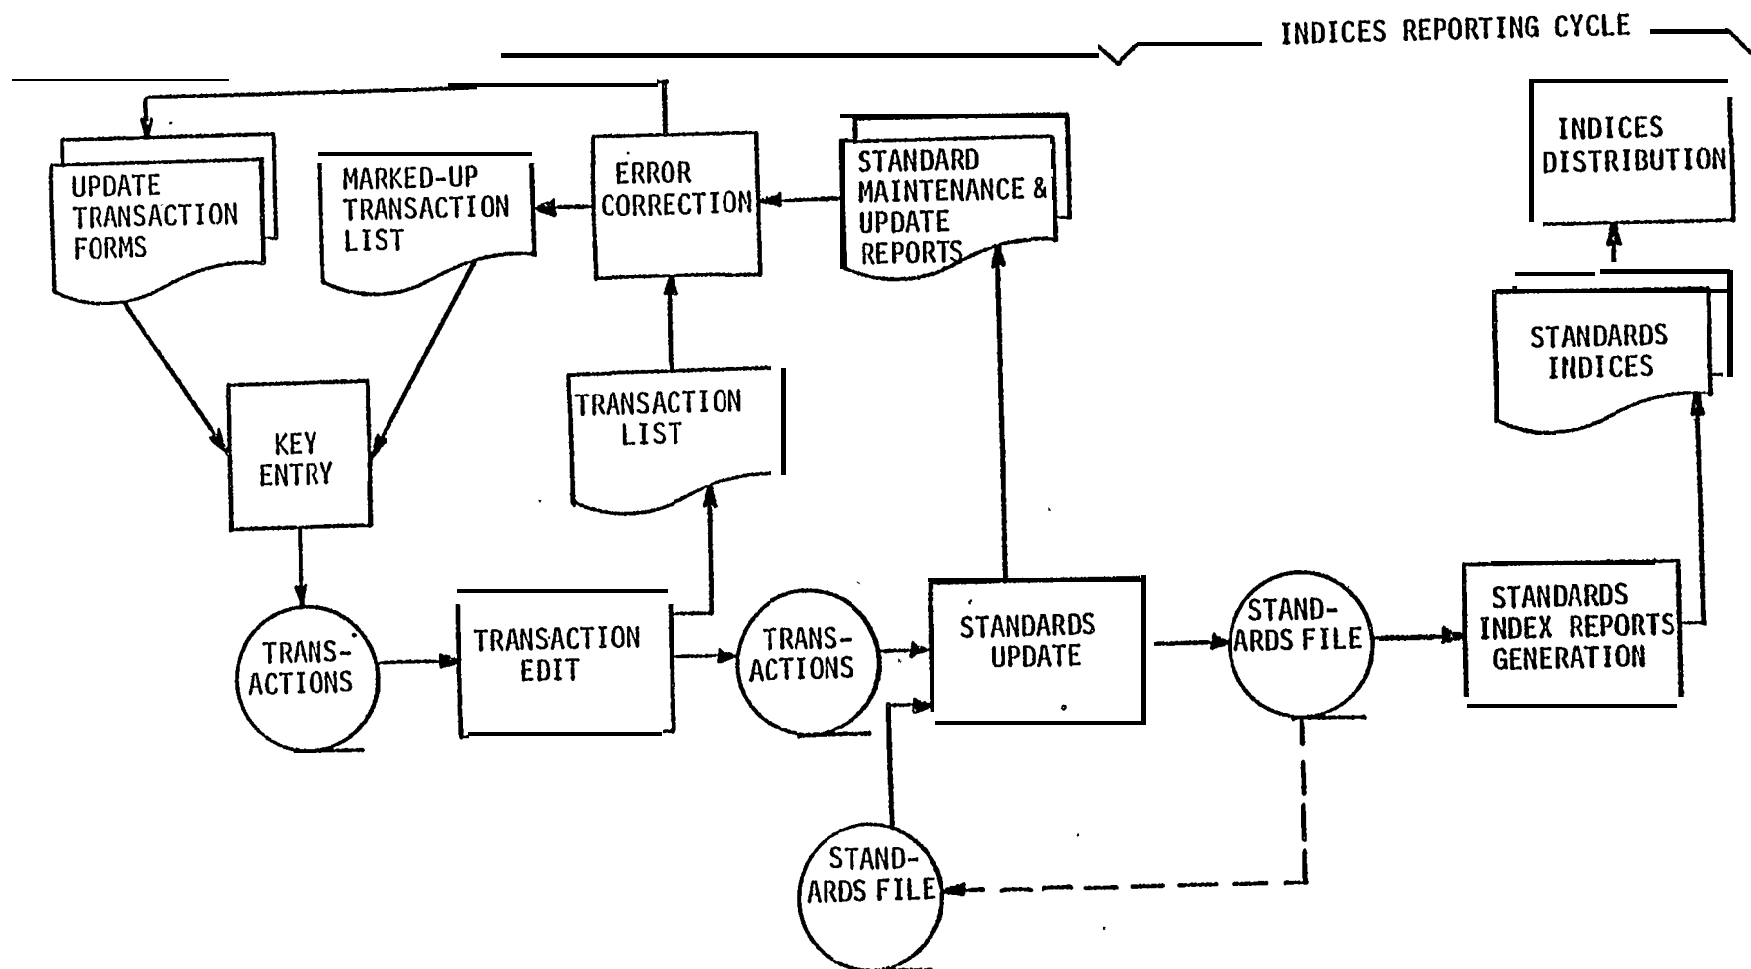 INDICES REPORTING CYCLE
UPDATE
TRANSACTION
FORMS
MARKED-UP
TRANSACTION
LIST
ERROR
CORRECTION
STANDARD
MAINTENANCE &
UPDATE
REPORTS
INDICES
DISTRIBUTION
STANDARDS
INDICES
KEY
ENTRY
TRANSACTION
LIST
TRANS-
ACTIONS
TRANSACTION
EDIT
TRANS-
ACTIONS
STANDARDS
UPDATE
STAND-
ARDS FILE
STANDARDS
INDEX REPORTS
GENERATION
STAND-
ARDS FILE